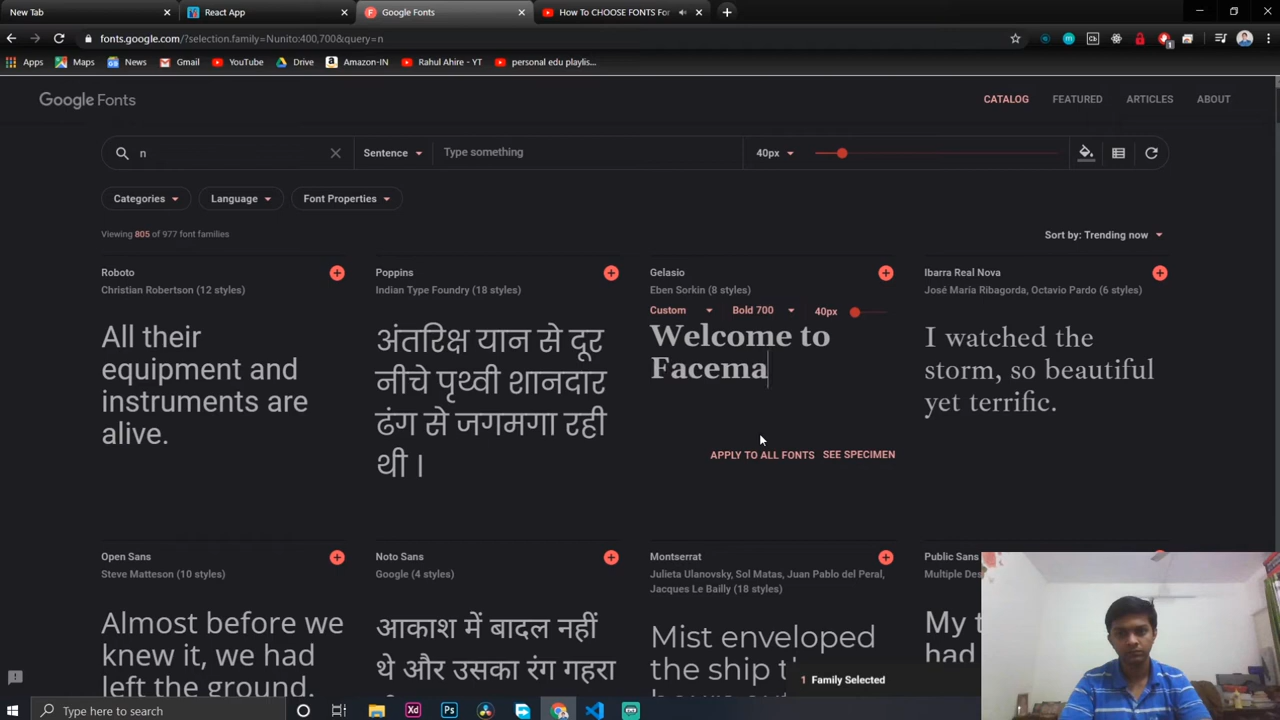 New Tab
React App
Google Fonts
How To CHOOSE FONTS For
fonts.google.com/?selection.family=Nunito:400,700&query=n
Apps
Maps
News
Gmail
YouTube
Drive
Amazon-IN
Rahul Ahire - YT
personal edu playlis...
Google Fonts
CATALOG
FEATURED
ARTICLES
ABOUT
n
Sentence
Type something
40px
Categories
Language
Font Properties
Viewing 805 of 977 font families
Sort by: Trending now
Roboto
Christian Robertson (12 styles)
All their
equipment and
instruments are
alive.
Poppins
Indian Type Foundry (18 styles)
अंतरिक्ष यान से दूर
नीचे पृथ्वी शानदार
ढंग से जगमगा रही
थी ।
Gelasio
Eben Sorkin (8 styles)
Custom
Bold 700
40px
Welcome to
Facema
APPLY TO ALL FONTS
SEE SPECIMEN
Ibarra Real Nova
José María Ribagorda, Octavio Pardo (6 styles)
I watched the
storm, so beautiful
yet terrific.
Open Sans
Steve Matteson (10 styles)
Almost before we
knew it, we had
left the ground.
Noto Sans
Google (4 styles)
आकाश में बादल नहीं
थे और उसका रंग गहरा
Montserrat
Julieta Ulanovsky, Sol Matas, Juan Pablo del Peral,
Jacques Le Bailly (18 styles)
Mist enveloped
the ship
Public Sans
Multiple Des
My
had
1 Family Selected
Type here to search